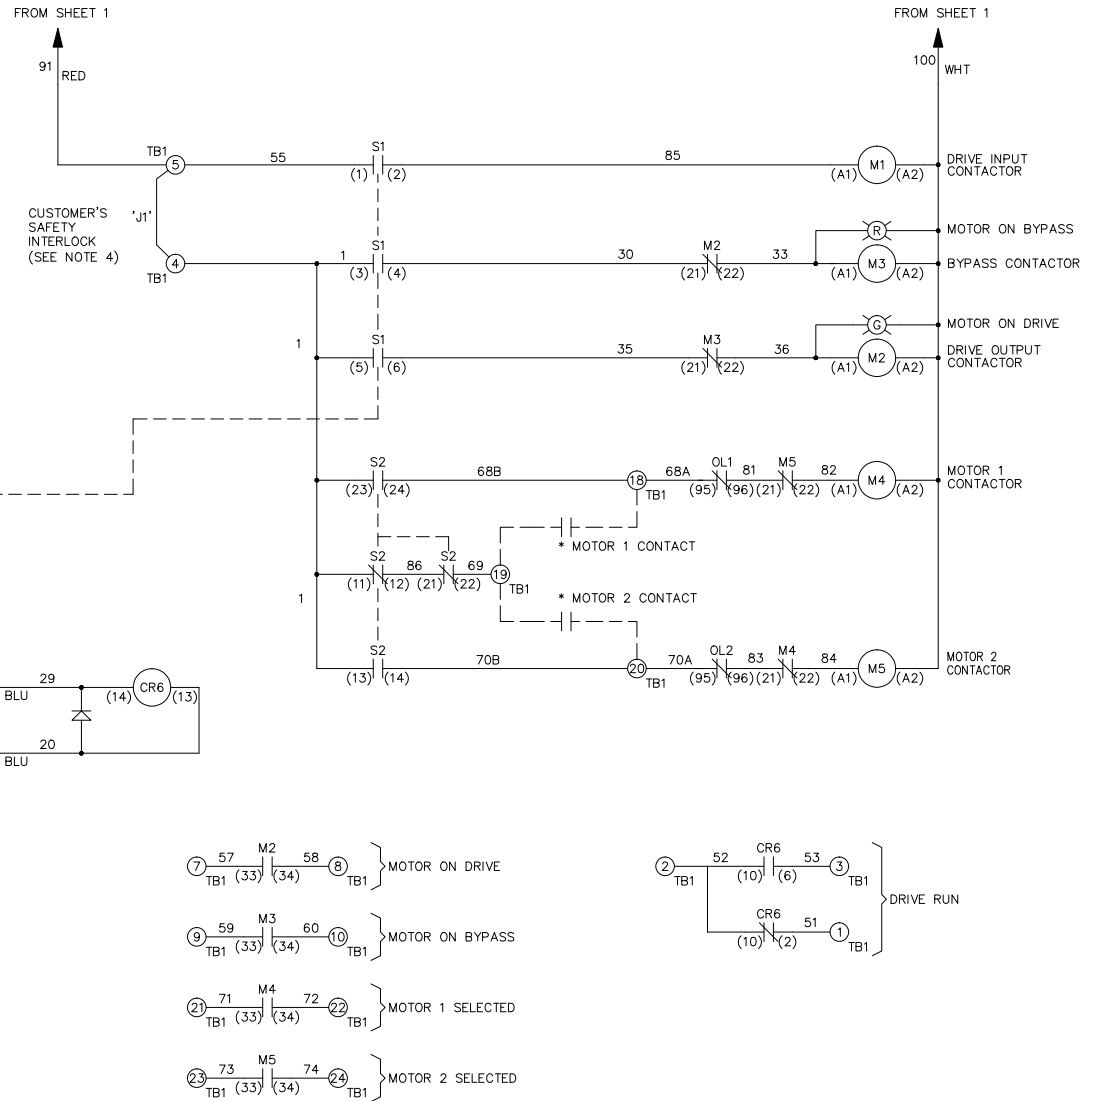 FROM SHEET 1 FROM SHEET 1
91 RED 100 WHT
TB1 5 55 S1 (1) (2) 85 (A1) M1 (A2) DRIVE INPUT
CONTACTOR
CUSTOMER'S
SAFETY
INTERLOCK
(SEE NOTE 4)
'J1'
R MOTOR ON BYPASS
4 TB1 1 S1 (3) (4) 30 M2 (21) (22) 33 (A1) M3 (A2) BYPASS CONTACTOR
G MOTOR ON DRIVE
1 S1 (5) (6) 35 M3 (21) (22) 36 (A1) M2 (A2) DRIVE OUTPUT
CONTACTOR
S2 (23) (24) 68B 18 TB1 68A OL1 (95) (96) 81 M5 (21) (22) 82 (A1) M4 (A2) MOTOR 1
CONTACTOR
* MOTOR 1 CONTACT
S2 (11) (12) 86 S2 (21) (22) 69 19 TB1
1 * MOTOR 2 CONTACT
S2 (13) (14) 70B 20 TB1 70A OL2 (95) (96) 83 M4 (21) (22) 84 (A1) M5 (A2) MOTOR 2
CONTACTOR
29 BLU (14) CR6 (13)
20 BLU
7 TB1 57 M2 (33) (34) 58 8 TB1 MOTOR ON DRIVE
9 TB1 59 M3 (33) (34) 60 10 TB1 MOTOR ON BYPASS
21 TB1 71 M4 (33) (34) 72 22 TB1 MOTOR 1 SELECTED
23 TB1 73 M5 (33) (34) 74 24 TB1 MOTOR 2 SELECTED
2 TB1 52 CR6 (10) (6) 53 3 TB1
DRIVE RUN
CR6 (10) (2) 51 1 TB1